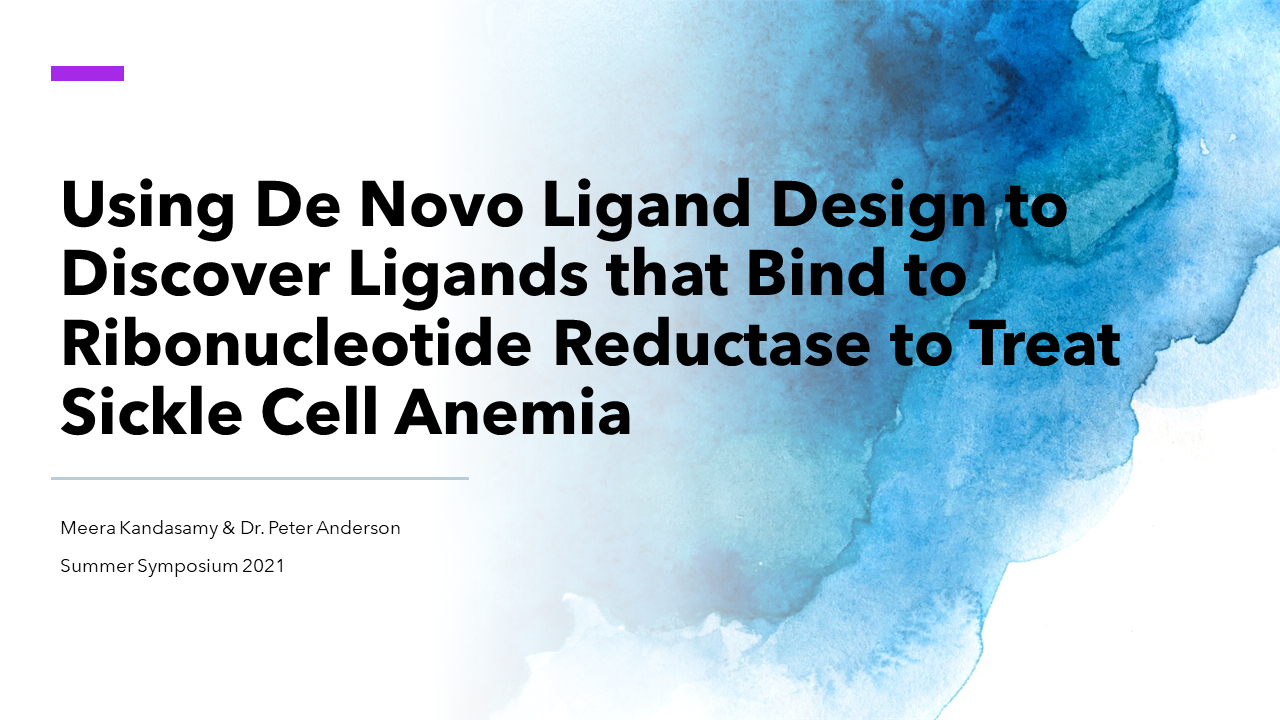 Using De Novo Ligand Design to
Discover Ligands that Bind to
Ribonucleotide Reductase to Treat
Sickle Cell Anemia
Meera Kandasamy & Dr. Peter Anderson
Summer Symposium 2021